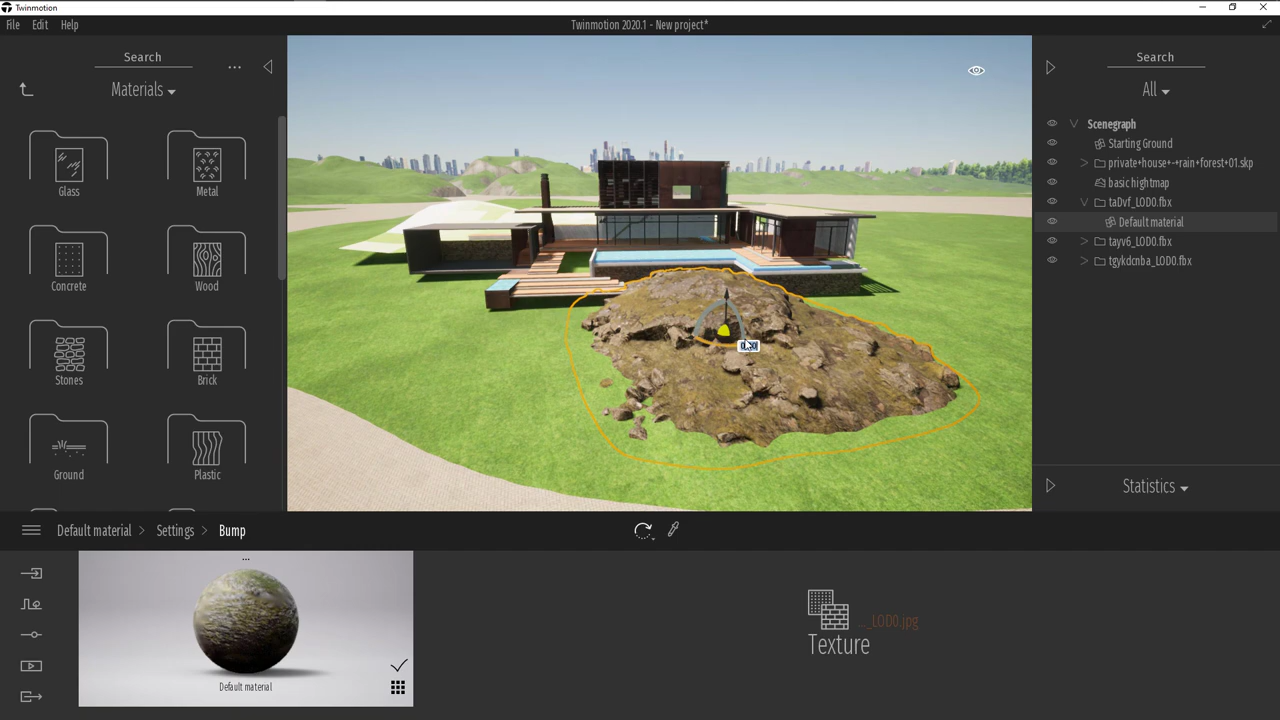 Twinmotion
File Edit Help
Twinmotion 2020.1 - New project*
Search
...
Materials
Glass
Metal
Concrete
Wood
Stones
Brick
Ground
Plastic
Search
All
Scenegraph
Starting Ground
private+house+-+rain+forest+01.skp
basic hightmap
taDvf_LOD0.fbx
Default material
tayv6_LOD0.fbx
tgykdcnba_LOD0.fbx
Statistics
Default material > Settings > Bump
...
Default material
..._LOD0.jpg
Texture